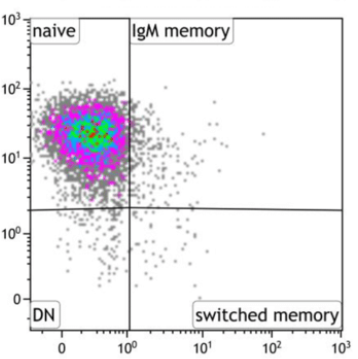 10³
naive
IgM memory
10²
10¹
10⁰
0
DN
switched memory
0
10⁰
10¹
10²
10³